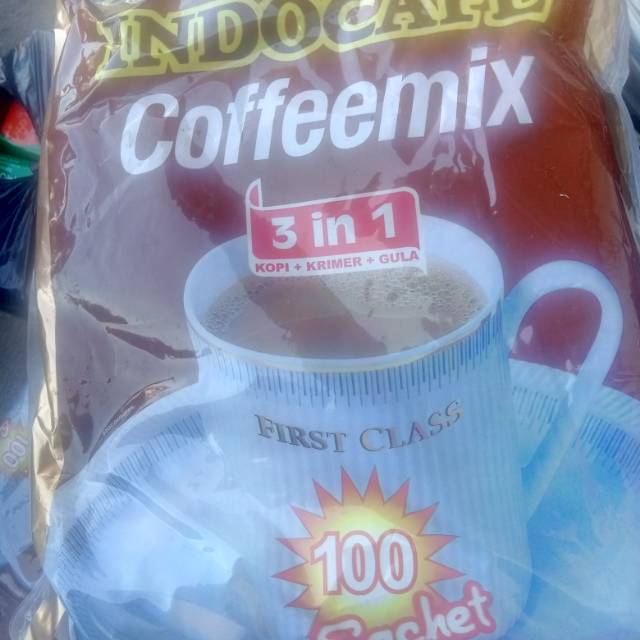 INDOCAFE
Coffeemix
3 in 1
KOPI + KRIMER + GULA
FIRST CLASS
100
Sachet